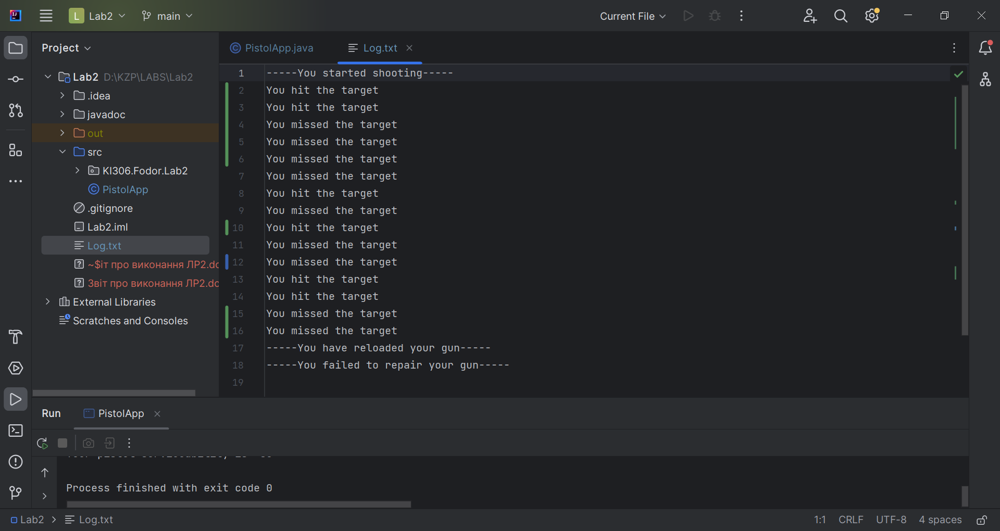 L Lab2 main Current File
Project
PistolApp.java Log.txt
Lab2 D:\KZP\LABS\Lab2
.idea
javadoc
out
src
KI306.Fodor.Lab2
PistolApp
.gitignore
Lab2.iml
Log.txt
~$іт про виконання ЛР2.dc
Звіт про виконання ЛР2.dc
External Libraries
Scratches and Consoles
1 -----You started shooting-----
2 You hit the target
3 You hit the target
4 You missed the target
5 You missed the target
6 You missed the target
7 You missed the target
8 You hit the target
9 You missed the target
10 You hit the target
11 You missed the target
12 You missed the target
13 You hit the target
14 You hit the target
15 You missed the target
16 You missed the target
17 -----You have reloaded your gun-----
18 -----You failed to repair your gun-----
19
Run PistolApp
Process finished with exit code 0
Lab2 Log.txt 1:1 CRLF UTF-8 4 spaces